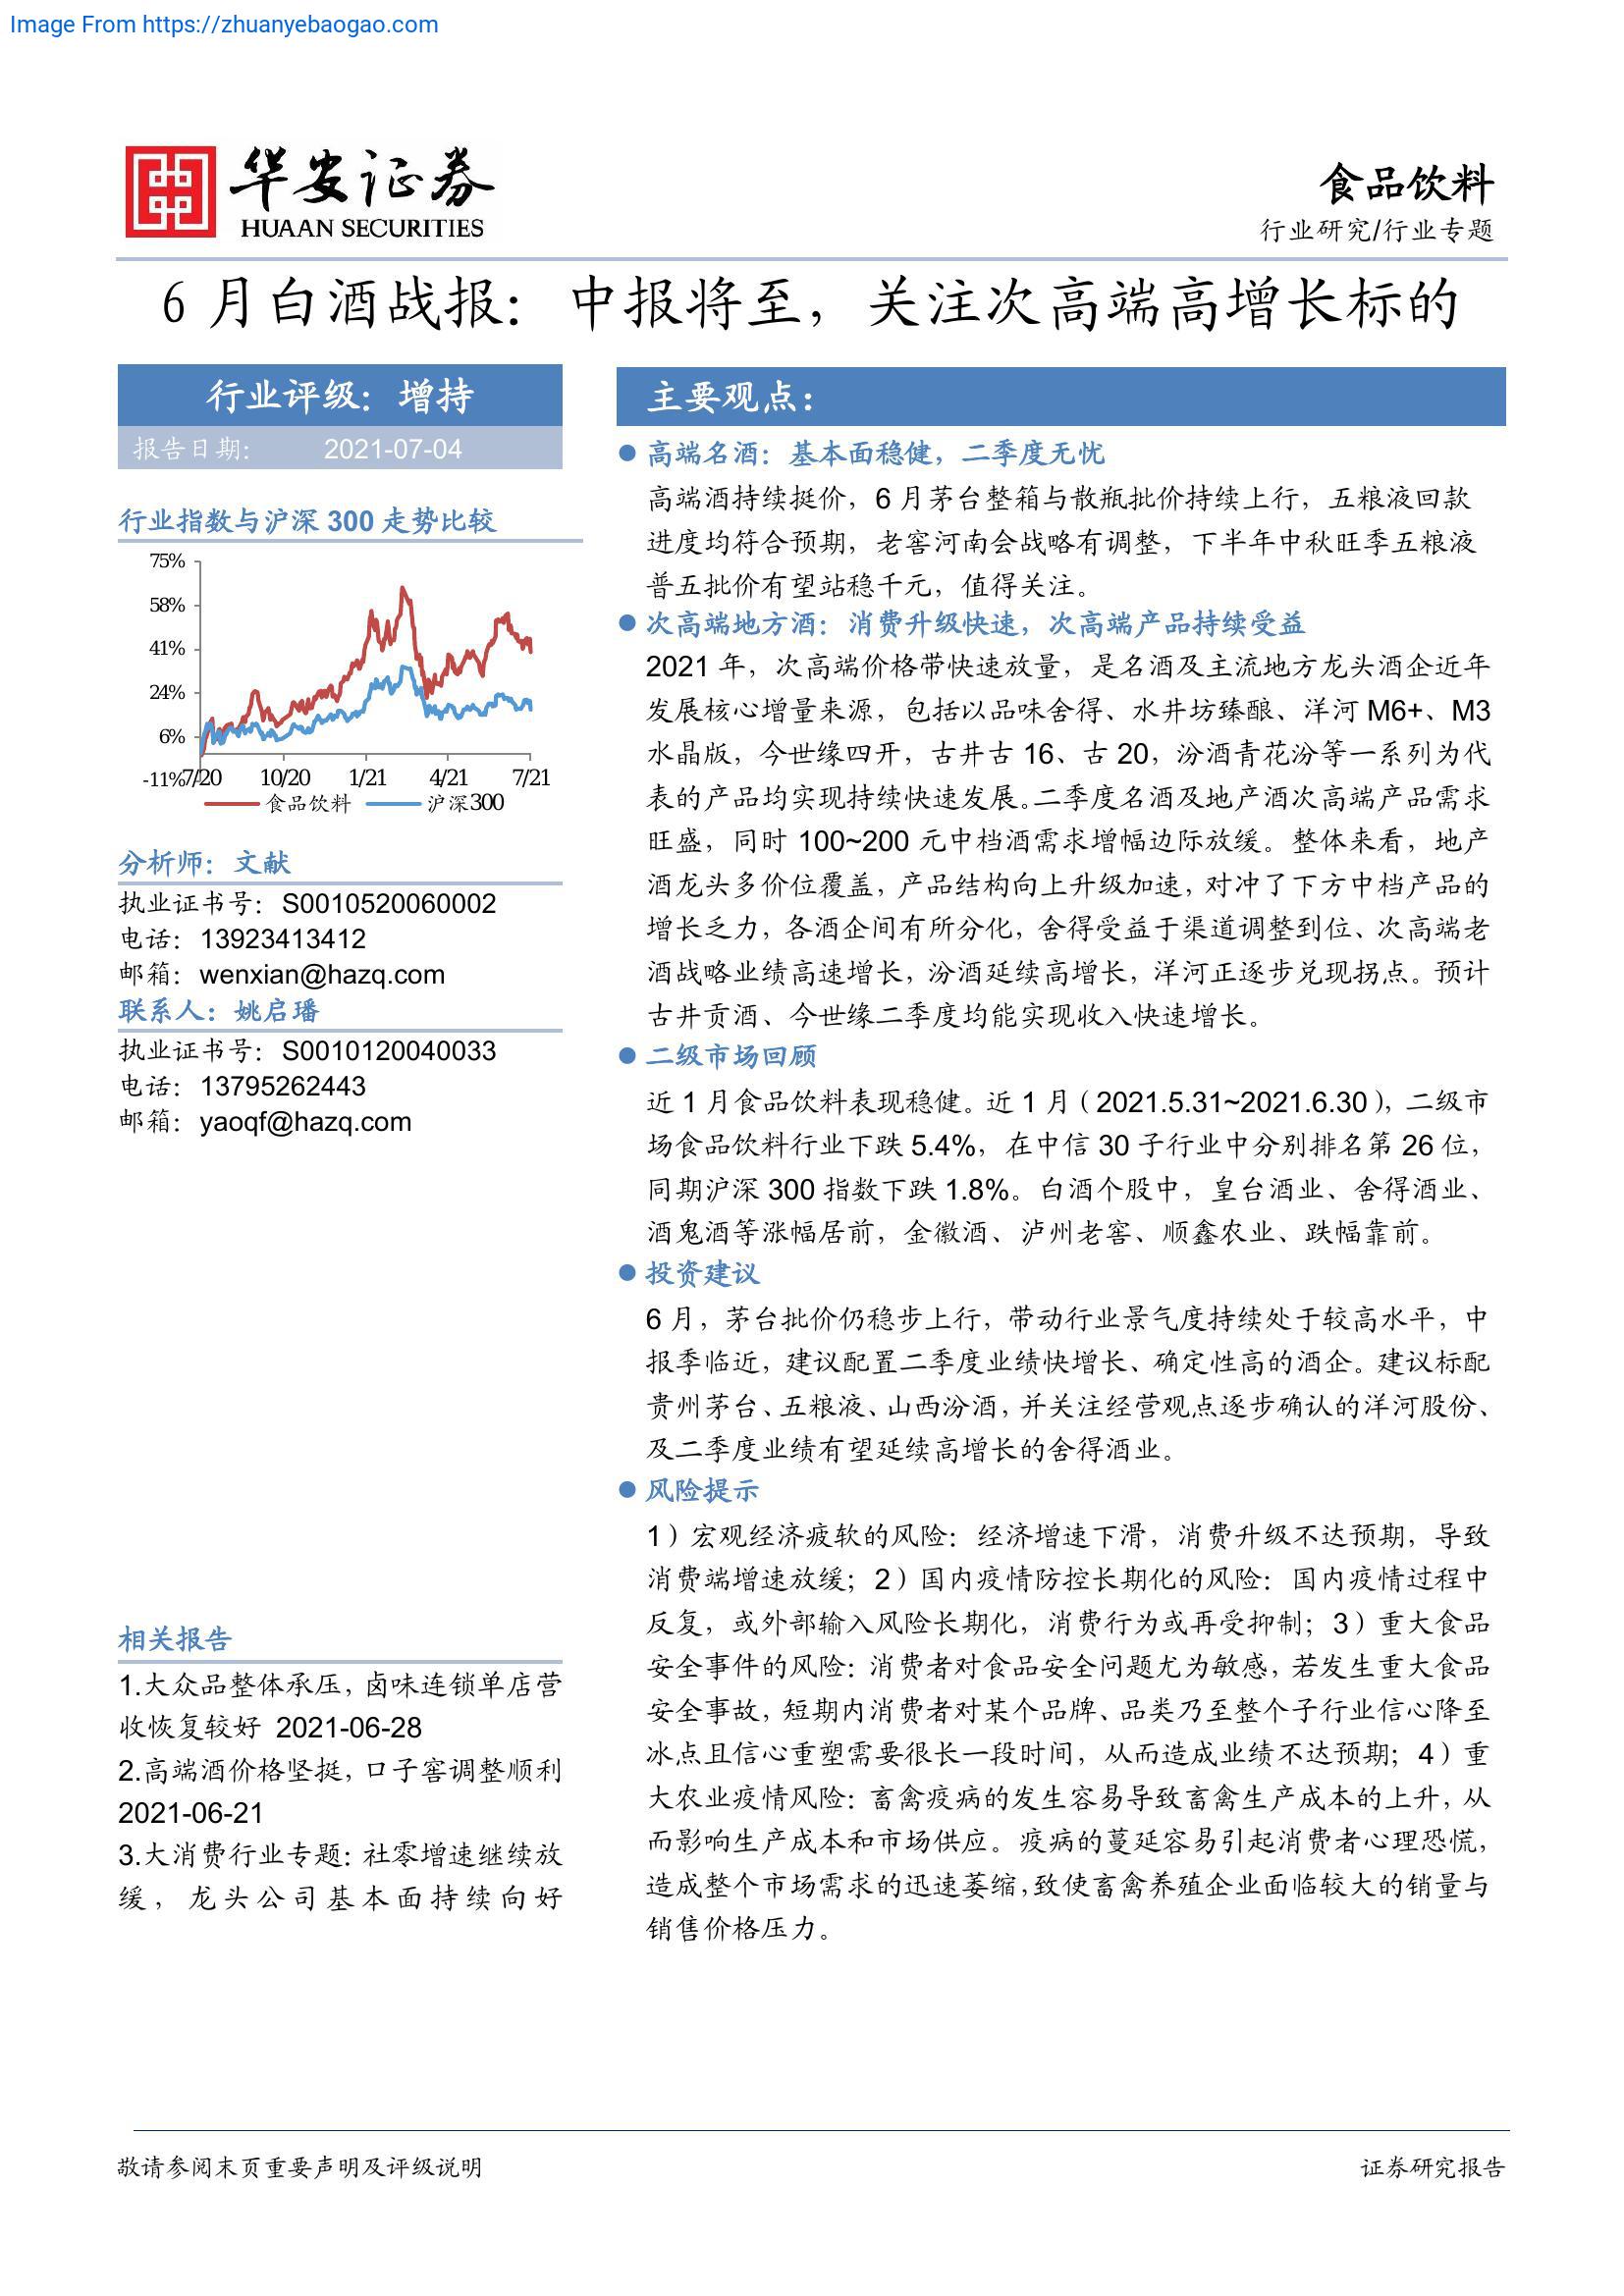 Image From https://zhuanyebaogao.com
华安证券
HUAAN SECURITIES
食品饮料
行业研究/行业专题
6 月白酒战报：中报将至，关注次高端高增长标的
行业评级：增持
报告日期： 2021-07-04
行业指数与沪深 300 走势比较
75%
58%
41%
24%
6%
-11%
7/20 10/20 1/21 4/21 7/21
食品饮料 沪深300
分析师：文献
执业证书号：S0010520060002
电话：13923413412
邮箱：wenxian@hazq.com
联系人：姚启璠
执业证书号：S0010120040033
电话：13795262443
邮箱：yaoqf@hazq.com
相关报告
1.大众品整体承压，卤味连锁单店营
收恢复较好 2021-06-28
2.高端酒价格坚挺，口子窖调整顺利
2021-06-21
3.大消费行业专题：社零增速继续放
缓，龙头公司基本面持续向好
主要观点：
● 高端名酒：基本面稳健，二季度无忧
高端酒持续挺价，6 月茅台整箱与散瓶批价持续上行，五粮液回款
进度均符合预期，老窖河南会战略有调整，下半年中秋旺季五粮液
普五批价有望站稳千元，值得关注。
● 次高端地方酒：消费升级快速，次高端产品持续受益
2021 年，次高端价格带快速放量，是名酒及主流地方龙头酒企近年
发展核心增量来源，包括以品味舍得、水井坊臻酿、洋河 M6+、M3
水晶版，今世缘四开，古井古 16、古 20，汾酒青花汾等一系列为代
表的产品均实现持续快速发展。二季度名酒及地产酒次高端产品需求
旺盛，同时 100~200 元中档酒需求增幅边际放缓。整体来看，地产
酒龙头多价位覆盖，产品结构向上升级加速，对冲了下方中档产品的
增长乏力，各酒企间有所分化，舍得受益于渠道调整到位、次高端老
酒战略业绩高速增长，汾酒延续高增长，洋河正逐步兑现拐点。预计
古井贡酒、今世缘二季度均能实现收入快速增长。
● 二级市场回顾
近 1 月食品饮料表现稳健。近 1 月（2021.5.31~2021.6.30），二级市
场食品饮料行业下跌 5.4%，在中信 30 子行业中分别排名第 26 位，
同期沪深 300 指数下跌 1.8%。白酒个股中，皇台酒业、舍得酒业、
酒鬼酒等涨幅居前，金徽酒、泸州老窖、顺鑫农业、跌幅靠前。
● 投资建议
6 月，茅台批价仍稳步上行，带动行业景气度持续处于较高水平，中
报季临近，建议配置二季度业绩快增长、确定性高的酒企。建议标配
贵州茅台、五粮液、山西汾酒，并关注经营观点逐步确认的洋河股份、
及二季度业绩有望延续高增长的舍得酒业。
● 风险提示
1）宏观经济疲软的风险：经济增速下滑，消费升级不达预期，导致
消费端增速放缓；2）国内疫情防控长期化的风险：国内疫情过程中
反复，或外部输入风险长期化，消费行为或再受抑制；3）重大食品
安全事件的风险：消费者对食品安全问题尤为敏感，若发生重大食品
安全事故，短期内消费者对某个品牌、品类乃至整个子行业信心降至
冰点且信心重塑需要很长一段时间，从而造成业绩不达预期；4）重
大农业疫情风险：畜禽疫病的发生容易导致畜禽生产成本的上升，从
而影响生产成本和市场供应。疫病的蔓延容易引起消费者心理恐慌，
造成整个市场需求的迅速萎缩，致使畜禽养殖企业面临较大的销量与
销售价格压力。
敬请参阅末页重要声明及评级说明
证券研究报告